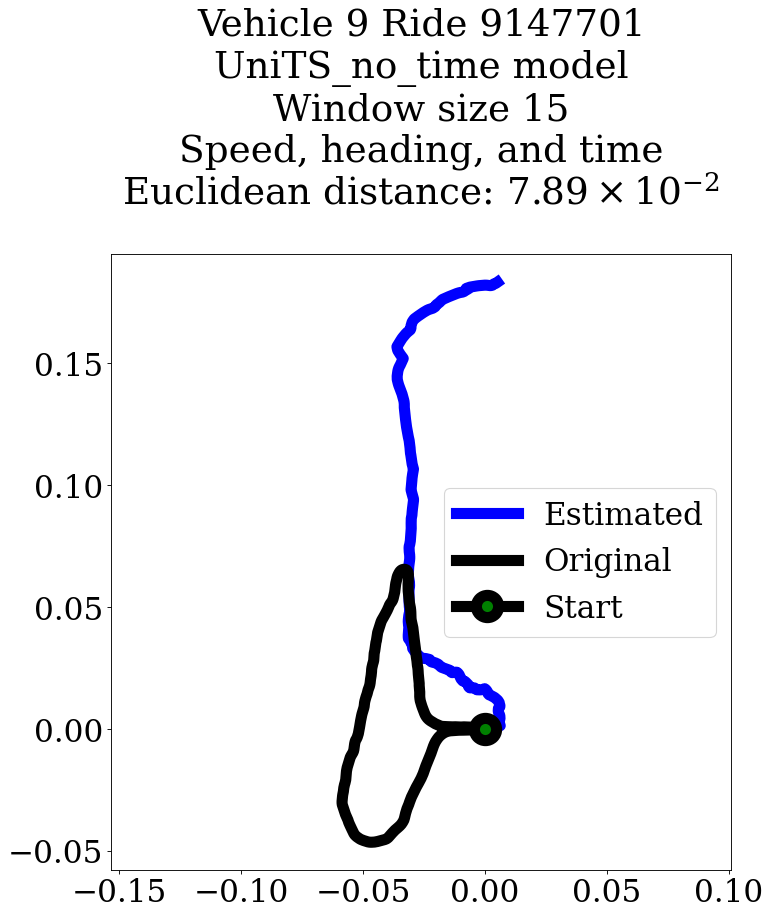 Vehicle 9 Ride 9147701
UniTS_no_time model
Window size 15
Speed, heading, and time
Euclidean distance: 7.89 × 10⁻²
0.15
0.10
0.05
0.00
−0.05
Estimated
Original
Start
−0.15 −0.10 −0.05 0.00 0.05 0.10